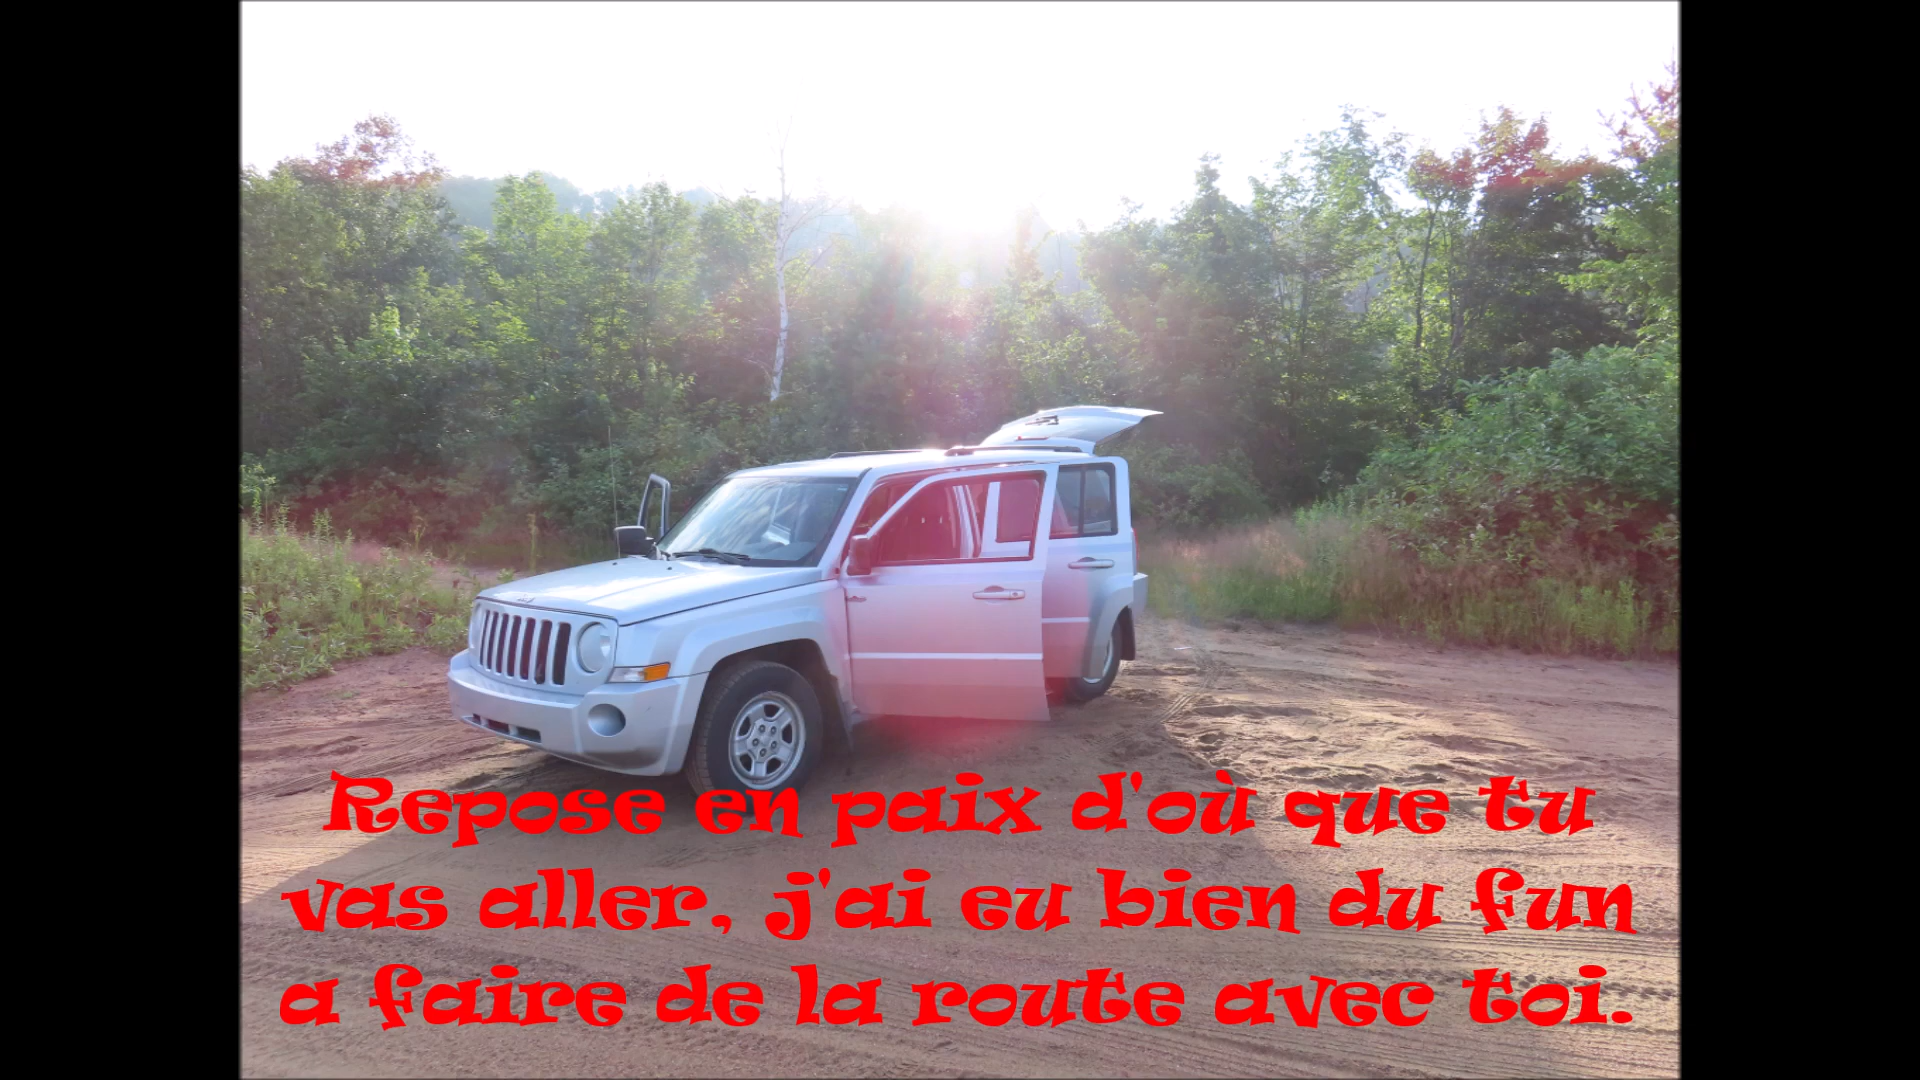 Repose en paix d'où que tu
vas aller, j'ai eu bien du fun
a faire de la route avec toi.